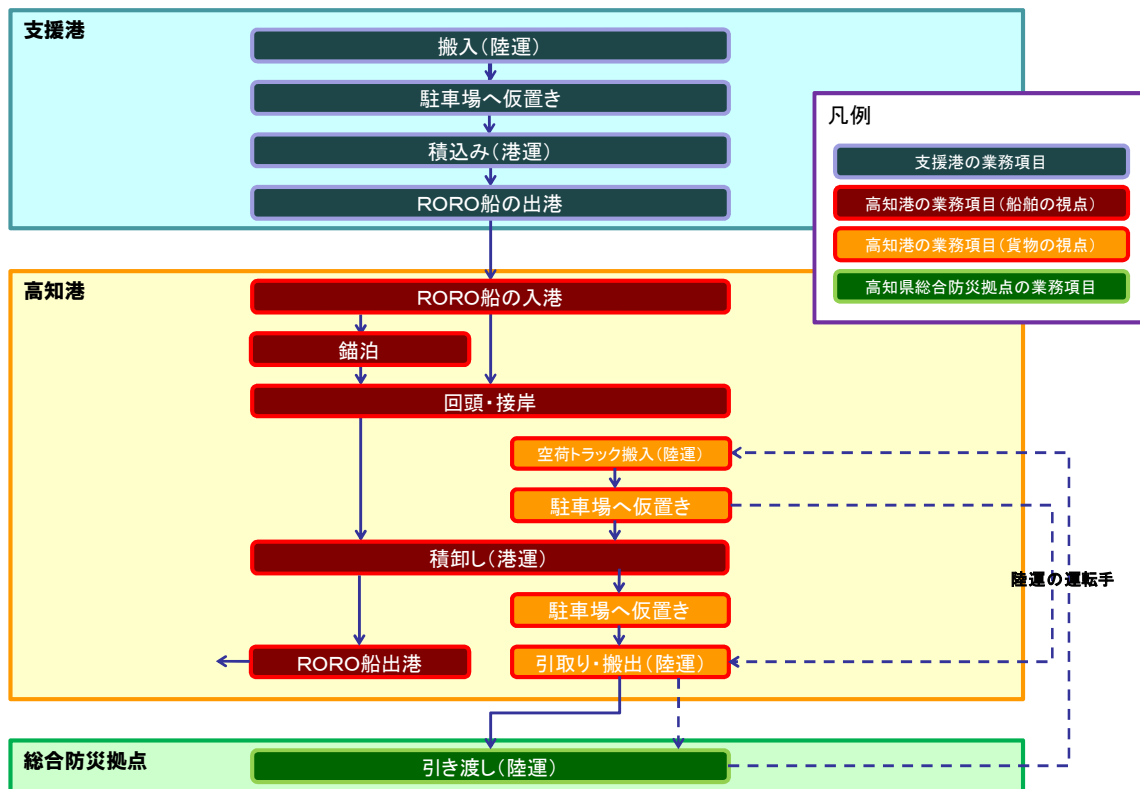 支援港
搬入(陸運)
駐車場へ仮置き
積込み(港運)
RORO船の出港
凡例
支援港の業務項目
高知港の業務項目(船舶の視点)
高知港の業務項目(貨物の視点)
高知県総合防災拠点の業務項目
高知港
RORO船の入港
錨泊
回頭・接岸
空荷トラック搬入(陸運)
駐車場へ仮置き
積卸し(港運)
陸運の運転手
駐車場へ仮置き
RORO船出港
引取り・搬出(陸運)
総合防災拠点
引き渡し(陸運)